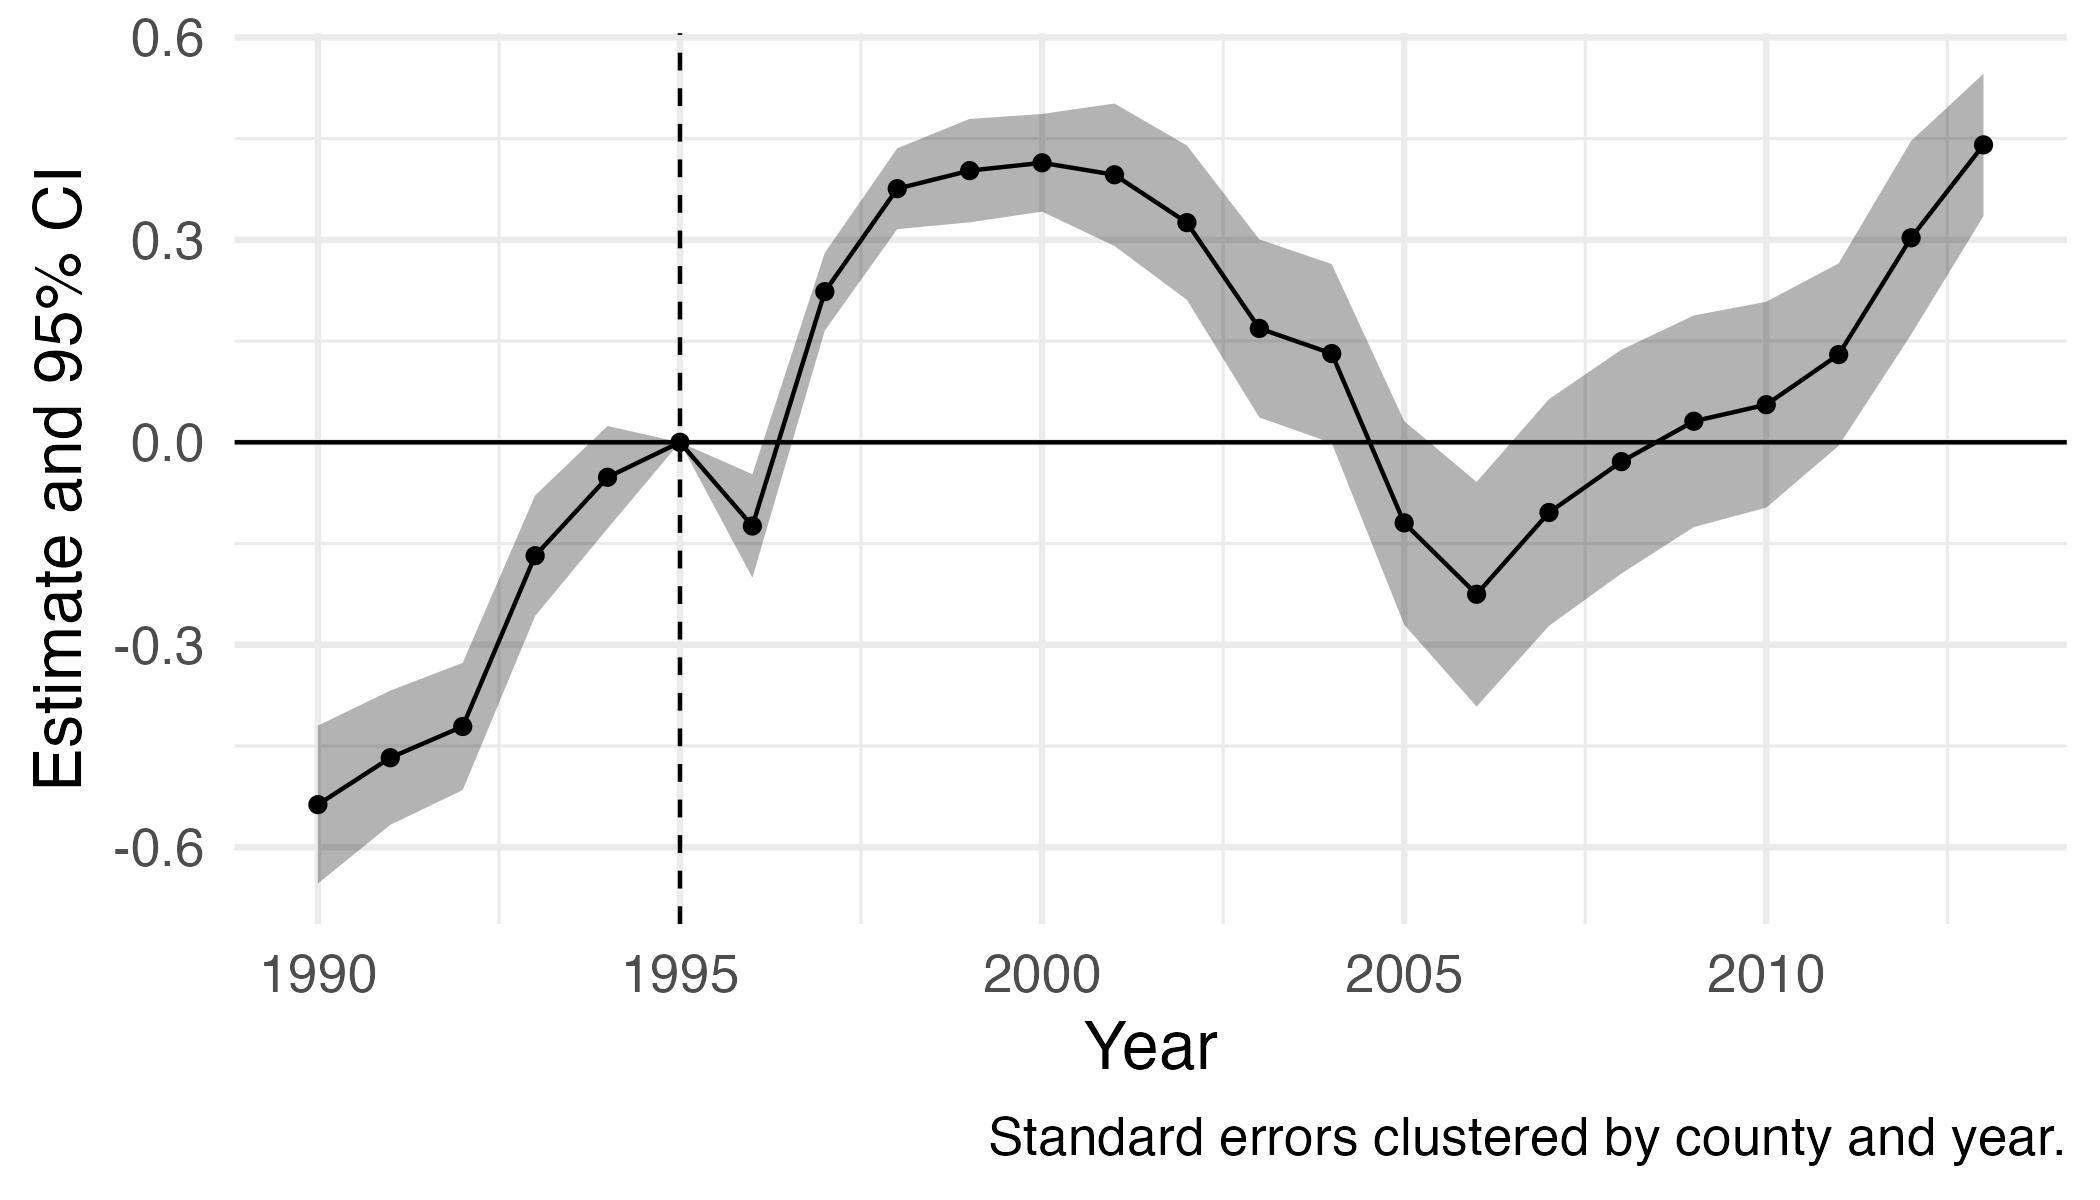 Estimate and 95% CI
0.6
0.3
0.0
-0.3
-0.6
1990 1995 2000 2005 2010
Year
Standard errors clustered by county and year.